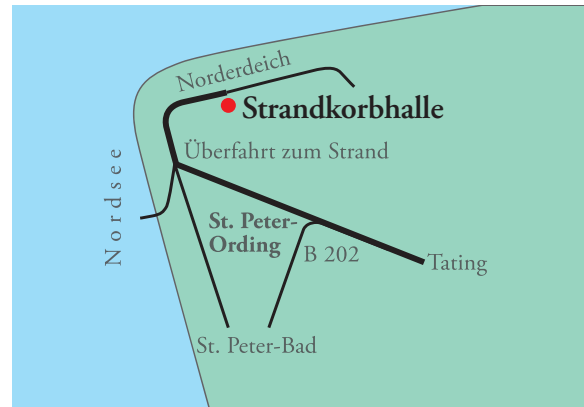 Norderdeich
Strandkorbhalle
Überfahrt zum Strand
Nordsee
St. Peter-
Ording
B 202
Tating
St. Peter-Bad